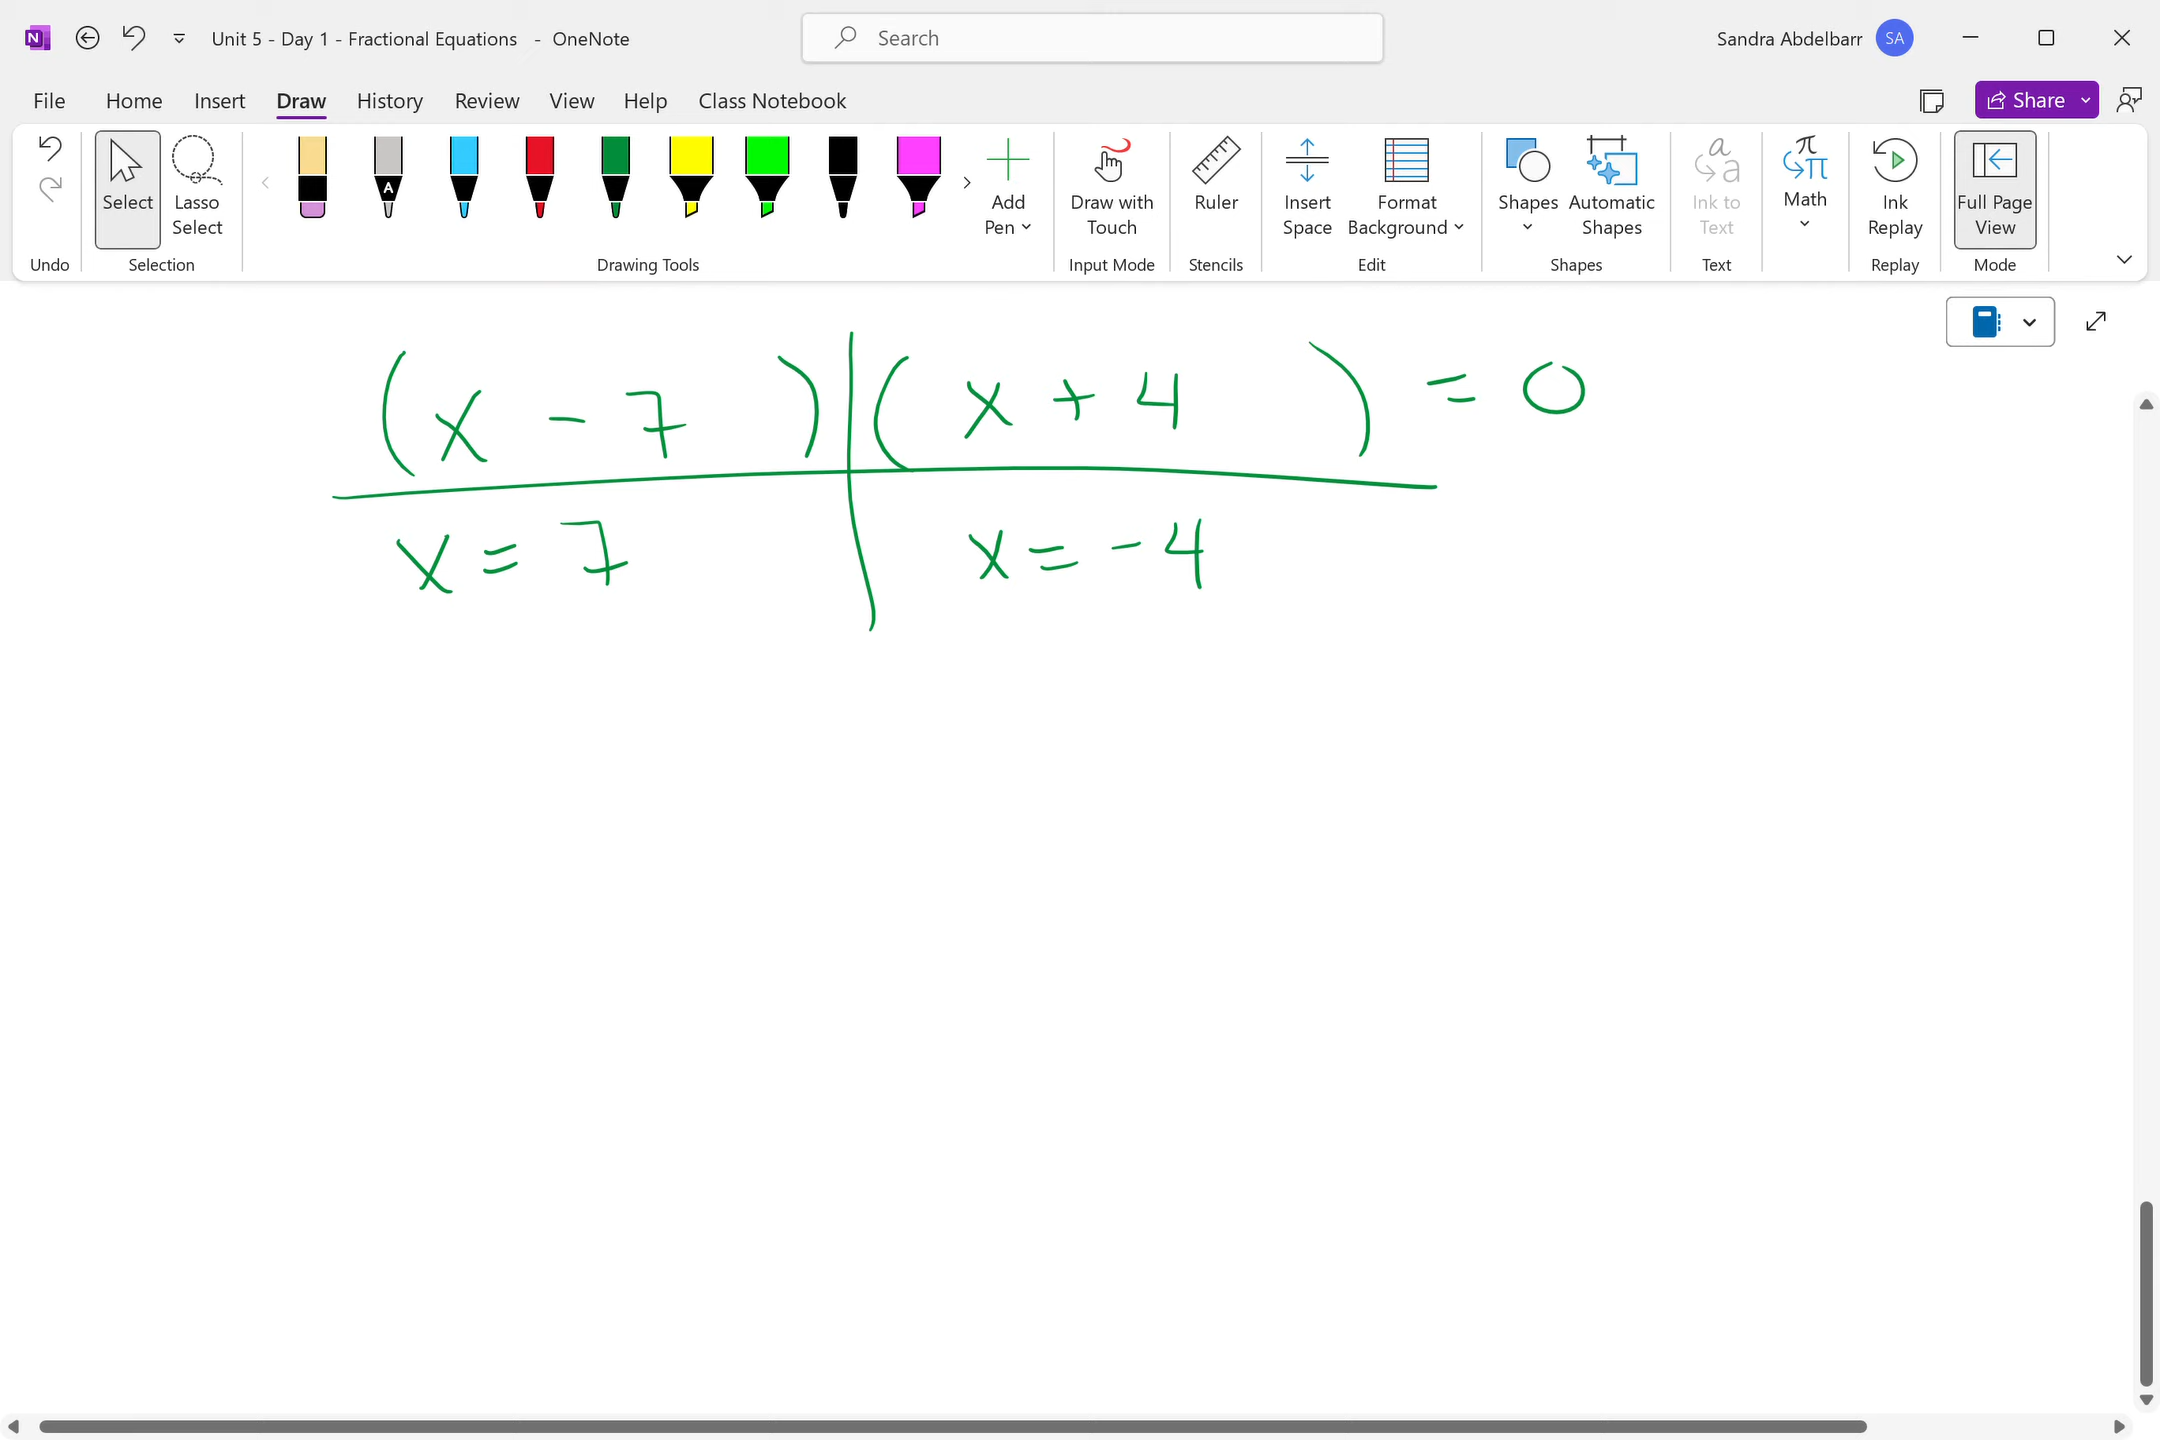 Unit 5 - Day 1 - Fractional Equations - OneNote
Search
Sandra Abdelbarr SA
File Home Insert Draw History Review View Help Class Notebook Share
Undo
Select
Lasso Select
Selection
A
Drawing Tools
Add Pen
Draw with Touch
Input Mode
Ruler
Stencils
Insert Space
Format Background
Edit
Shapes
Automatic Shapes
Shapes
Ink to Text
Text
Math
Ink Replay
Replay
Full Page View
Mode
(x - 7)(x + 4) = 0
x = 7 x = -4